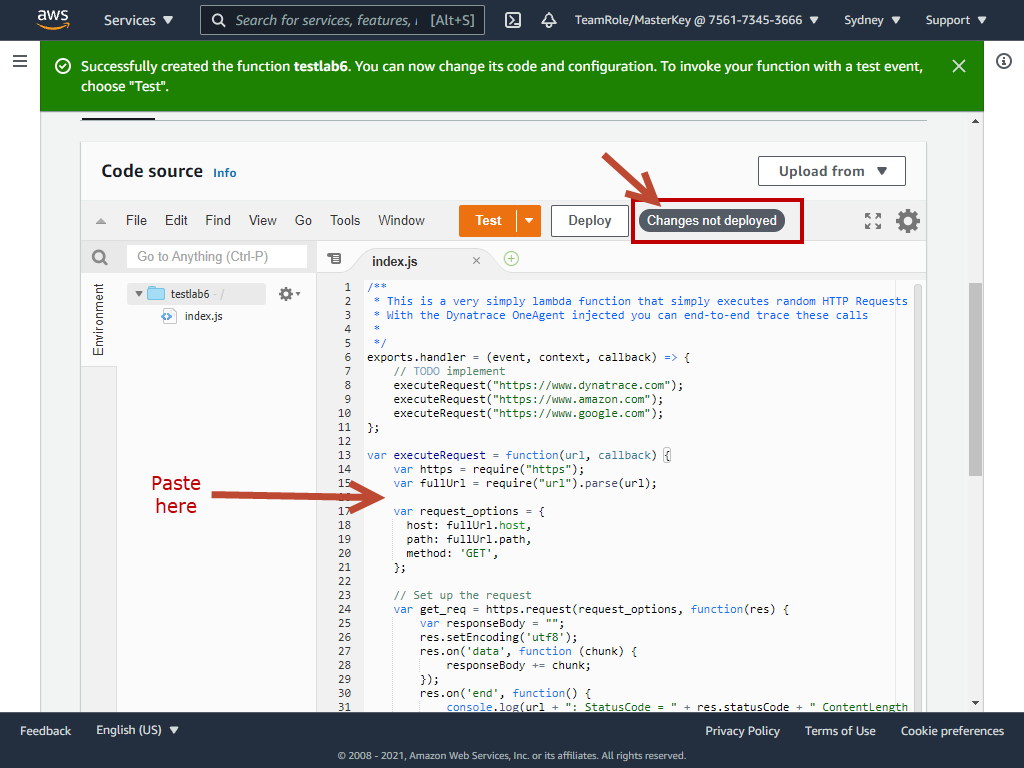 aws Services Search for services, features, [Alt+S] TeamRole/MasterKey @ 7561-7345-3666 Sydney Support
Successfully created the function testlab6. You can now change its code and configuration. To invoke your function with a test event,
choose "Test".
Code source Info Upload from
File Edit Find View Go Tools Window Test Deploy Changes not deployed
Go to Anything (Ctrl-P) index.js
Environment
testlab6 - /
index.js
1 /**
2 * This is a very simply lambda function that simply executes random HTTP Requests
3 * With the Dynatrace OneAgent injected you can end-to-end trace these calls
4 *
5 */
6 exports.handler = (event, context, callback) => {
7 // TODO implement
8 executeRequest("https://www.dynatrace.com");
9 executeRequest("https://www.amazon.com");
10 executeRequest("https://www.google.com");
11 };
12
13 var executeRequest = function(url, callback) {
14 var https = require("https");
15 var fullUrl = require("url").parse(url);
Paste
here
17 var request_options = {
18 host: fullUrl.host,
19 path: fullUrl.path,
20 method: 'GET',
21 };
22
23 // Set up the request
24 var get_req = https.request(request_options, function(res) {
25 var responseBody = "";
26 res.setEncoding('utf8');
27 res.on('data', function (chunk) {
28 responseBody += chunk;
29 });
30 res.on('end', function() {
31 console.log(url + ": StatusCode = " + res.statusCode + " ContentLength
Feedback English (US) Privacy Policy Terms of Use Cookie preferences
© 2008 - 2021, Amazon Web Services, Inc. or its affiliates. All rights reserved.